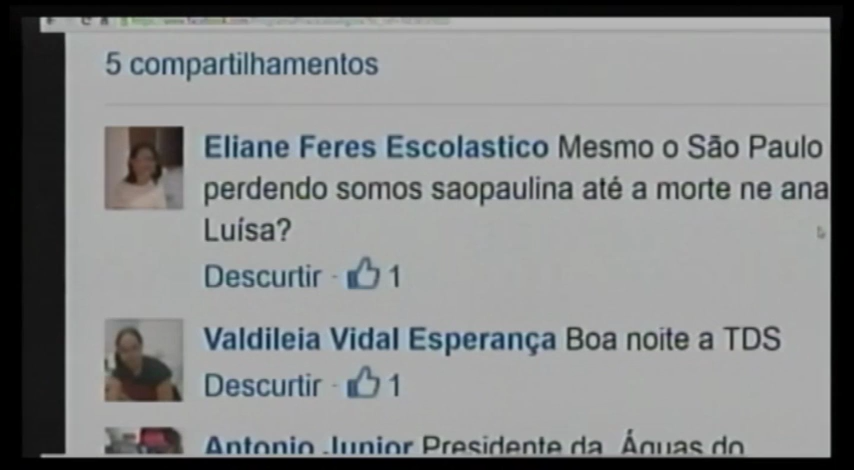 5 compartilhamentos
Eliane Feres Escolastico Mesmo o São Paulo
perdendo somos saopaulina até a morte ne ana
Luísa?
Descurtir · 1
Valdileia Vidal Esperança Boa noite a TDS
Descurtir · 1
Antonio Junior Presidente da Águas do